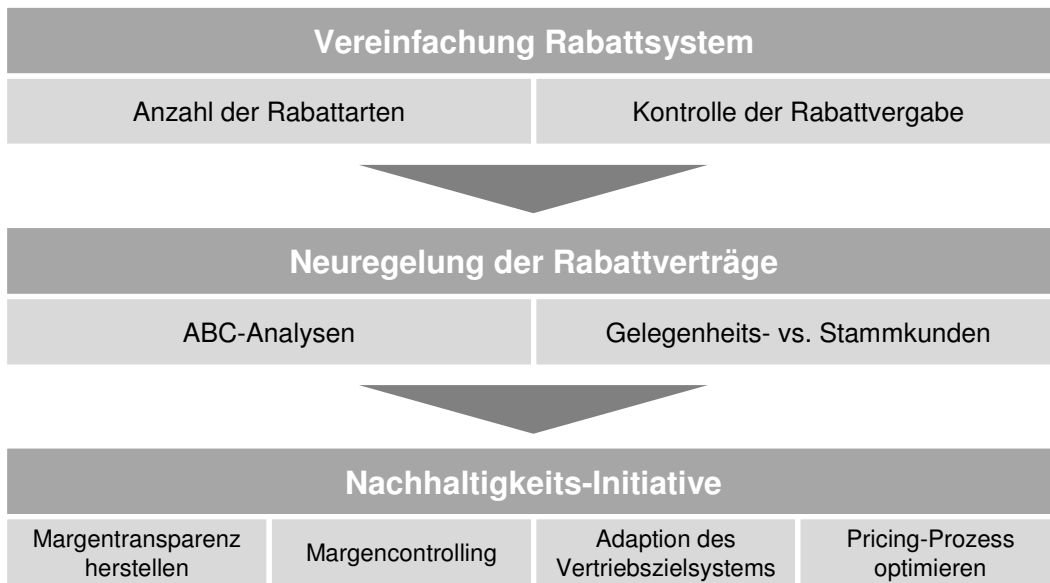 Vereinfachung Rabattsystem
Anzahl der Rabattarten
Kontrolle der Rabattvergabe
Neuregelung der Rabattverträge
ABC-Analysen
Gelegenheits- vs. Stammkunden
Nachhaltigkeits-Initiative
Margentransparenz
herstellen
Margencontrolling
Adaption des
Vertriebszielsystems
Pricing-Prozess
optimieren